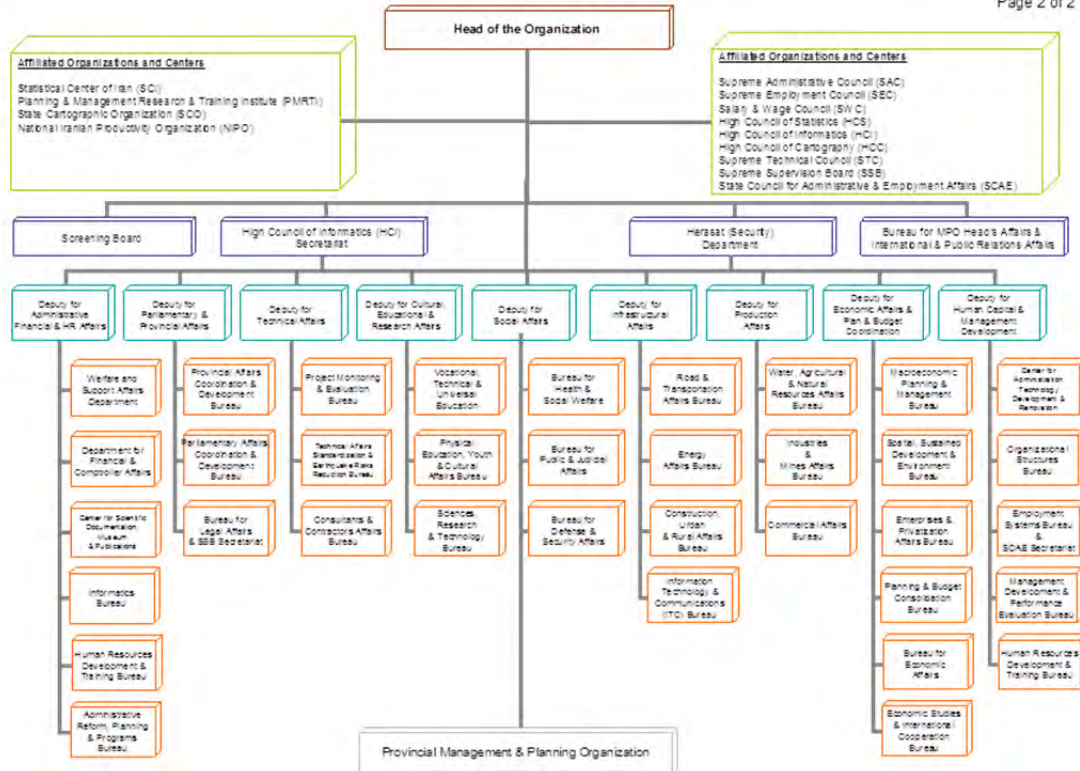 Page 2 of 2
Head of the Organization
Affiliated Organizations and Centers
Statistical Center of Iran (SCI)
Planning & Management Research & Training Institute (PMRTI)
State Cartographic Organization (SCO)
National Iranian Productivity Organization (NIPO)
Affiliated Organizations and Centers
Supreme Administrative Council (SAC)
Supreme Employment Council (SEC)
Salary & Wage Council (SWC)
High Council of Statistics (HCS)
High Council of Informatics (HCI)
High Council of Cartography (HCC)
Supreme Technical Council (STC)
Supreme Supervision Board (SSB)
State Council for Administrative & Employment Affairs (SCAE)
Screening Board
High Council of Informatics (HCI)
Secretariat
Herasat (Security)
Department
Bureau for MPO Head's Affairs &
International & Public Relations Affairs
Deputy for
Administrative
Financial & HR Affairs
Deputy for
Parliamentary &
Provincial Affairs
Deputy for
Technical Affairs
Deputy for Cultural,
Educational &
Research Affairs
Deputy for
Social Affairs
Deputy for
Infrastructural
Affairs
Deputy for
Production
Affairs
Deputy for
Economic Affairs &
Plan & Budget
Coordination
Deputy for
Human Capital &
Management
Development
Welfare and
Support Affairs
Department
Provincial Affairs
Coordination &
Development
Bureau
Project Monitoring
& Evaluation
Bureau
Vocational,
Technical &
Universal
Education
Bureau for
Health &
Social Welfare
Road &
Transportation
Affairs Bureau
Water, Agricultural
& Natural
Resources Affairs
Bureau
Macroeconomic
Planning &
Management
Bureau
Center for
Administration
Technology
Development &
Renovation
Department for
Financial &
Comptroller Affairs
Parliamentary Affairs
Coordination &
Development
Bureau
Technical Affairs
Standardization &
Earthquake Risks
Reduction Bureau
Physical
Education, Youth
& Cultural
Affairs Bureau
Bureau for
Public & Judicial
Affairs
Energy
Affairs Bureau
Industries
&
Mines Affairs
Bureau
Spatial, Sustained
Development &
Environment
Bureau
Organizational
Structures
Bureau
Center for Scientific
Documentation,
Museum
& Publications
Bureau for
Legal Affairs
& SSB Secretariat
Consultants &
Contractors Affairs
Bureau
Sciences,
Research
& Technology
Bureau
Bureau for
Defense &
Security Affairs
Construction,
Urban
& Rural Affairs
Bureau
Commercial Affairs
Bureau
Enterprises &
Privatization
Affairs Bureau
Employment
Systems Bureau
&
SCAE Secretariat
Informatics
Bureau
Information
Technology &
Communications
(ITC) Bureau
Planning & Budget
Consolidation
Bureau
Management
Development &
Performance
Evaluation Bureau
Human Resources
Development &
Training Bureau
Bureau for
Economic
Affairs
Human Resources
Development &
Training Bureau
Administrative
Reform, Planning
& Programs
Bureau
Economic Studies
& International
Cooperation
Bureau
Provincial Management & Planning Organization